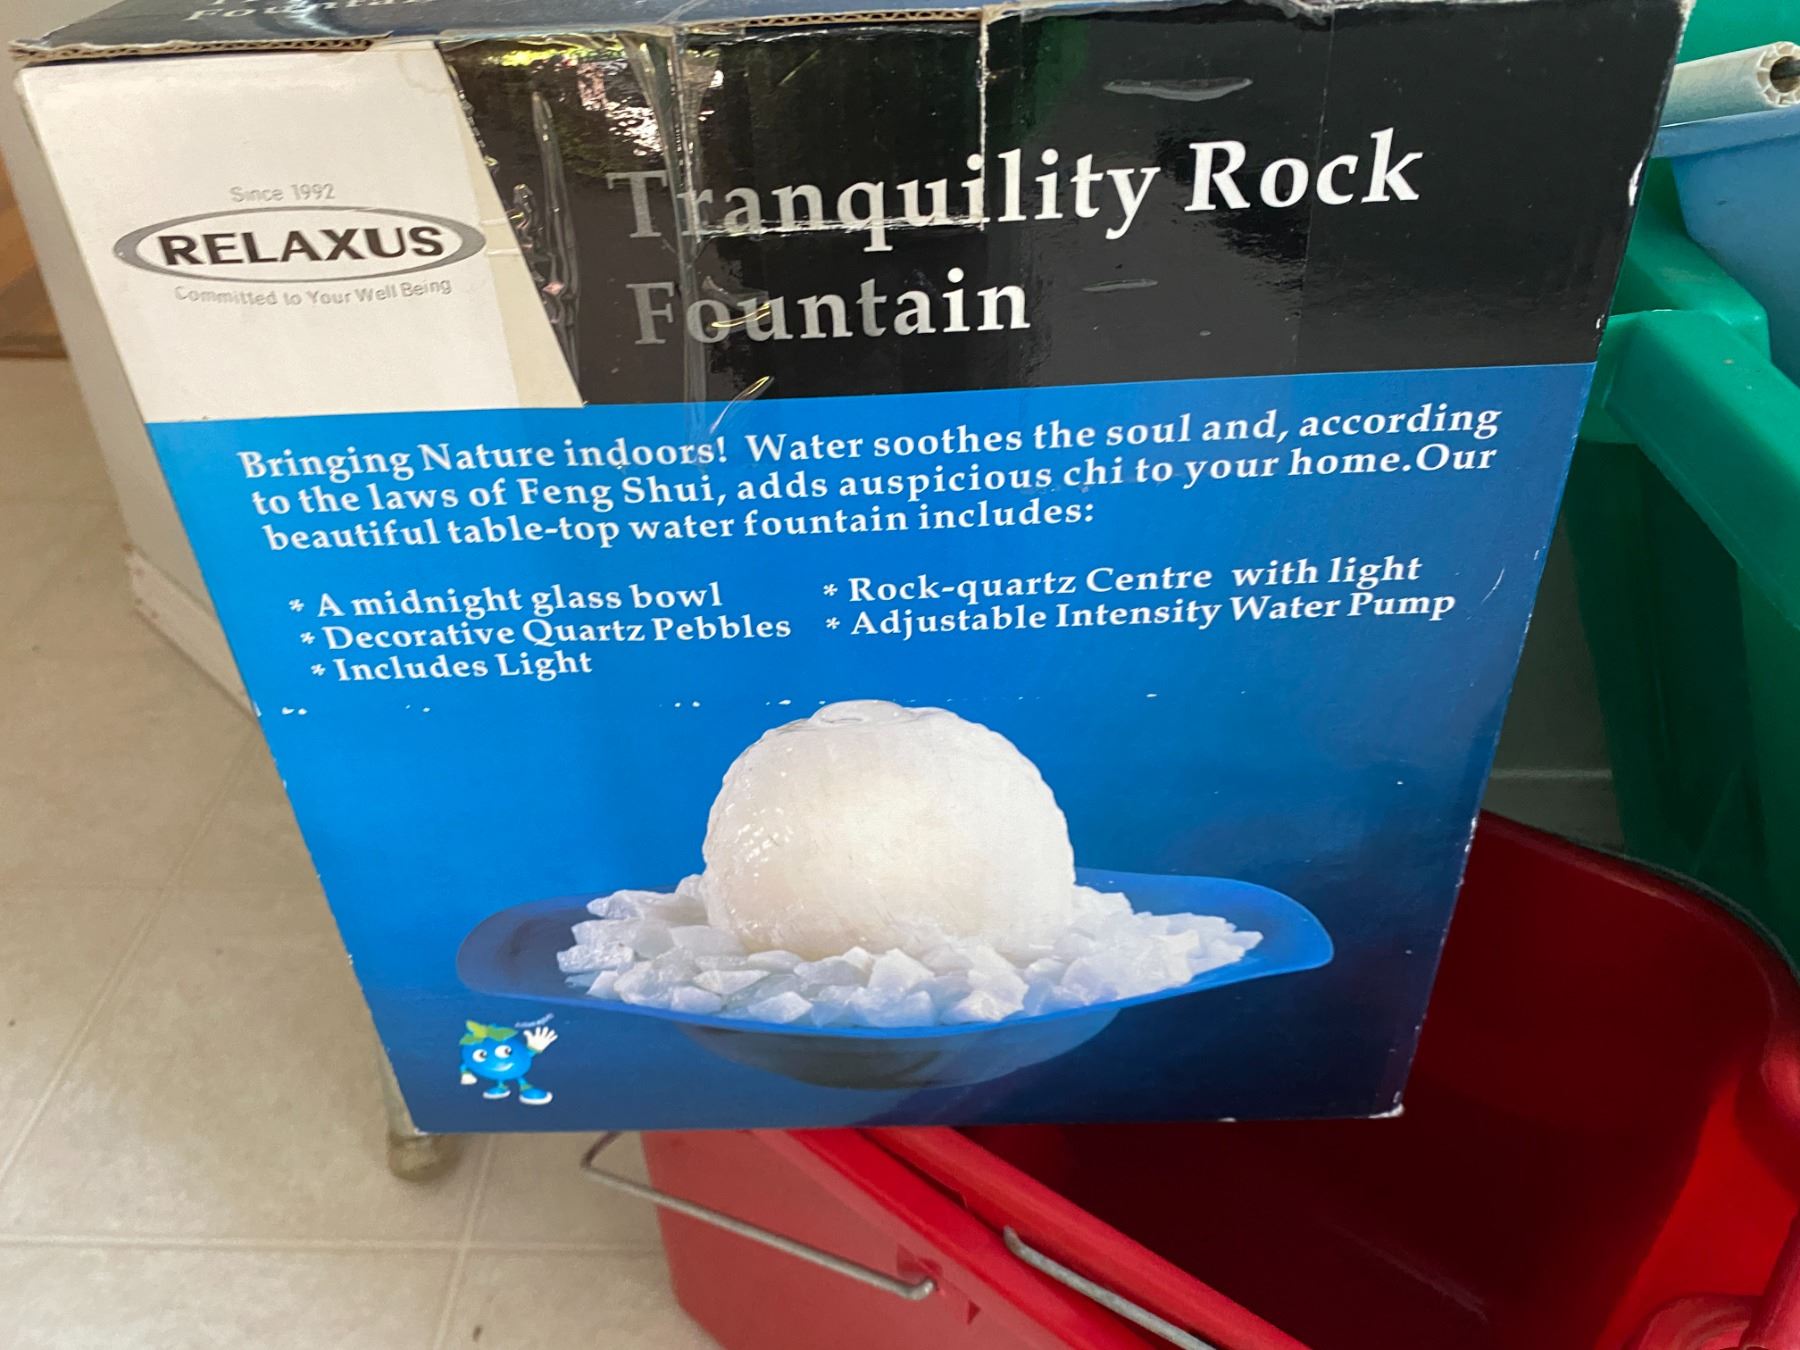 Fountain
Since 1992
RELAXUS
Committed to Your Well Being
Tranquility Rock
Fountain
Bringing Nature indoors! Water soothes the soul and, according
to the laws of Feng Shui, adds auspicious chi to your home.Our
beautiful table-top water fountain includes:
* A midnight glass bowl
* Decorative Quartz Pebbles
* Includes Light
* Rock-quartz Centre with light
* Adjustable Intensity Water Pump